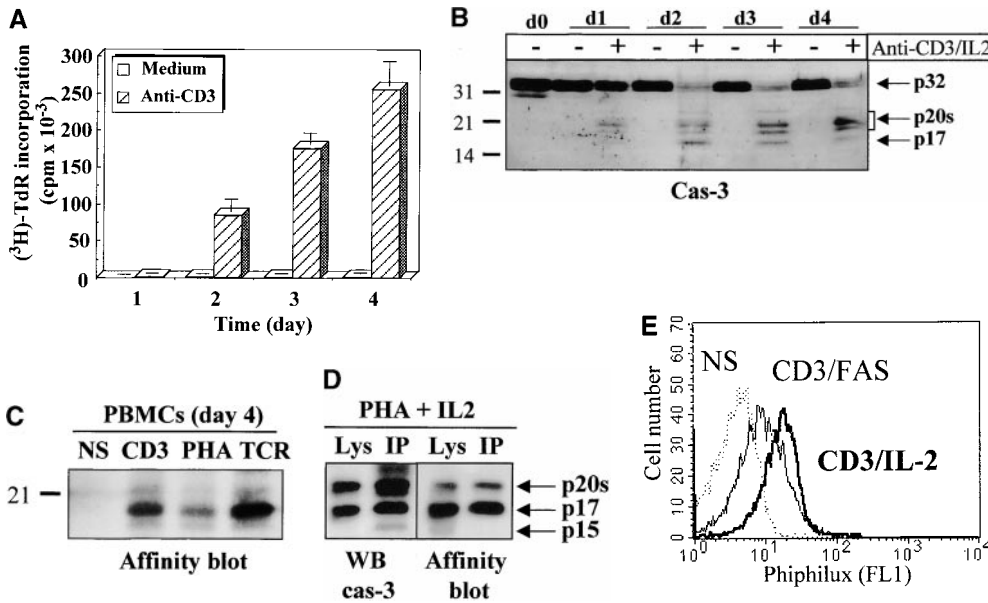 A
(³H)-TdR incorporation
(cpm x 10-³)
300
250
200
150
100
50
0
Medium
Anti-CD3
1 2 3 4
Time (day)
B
d0 d1 d2 d3 d4
- - + - + - + - + Anti-CD3/IL2
31
21
14
p32
p20s
p17
Cas-3
C
PBMCs (day 4)
NS CD3 PHA TCR
21
Affinity blot
D
PHA + IL2
Lys IP Lys IP
p20s
p17
p15
WB
cas-3
Affinity
blot
E
Cell number
70
60
50
40
30
20
10
0
NS
CD3/FAS
CD3/IL-2
10⁰ 10¹ 10² 10³ 10⁴
Phiphilux (FL1)